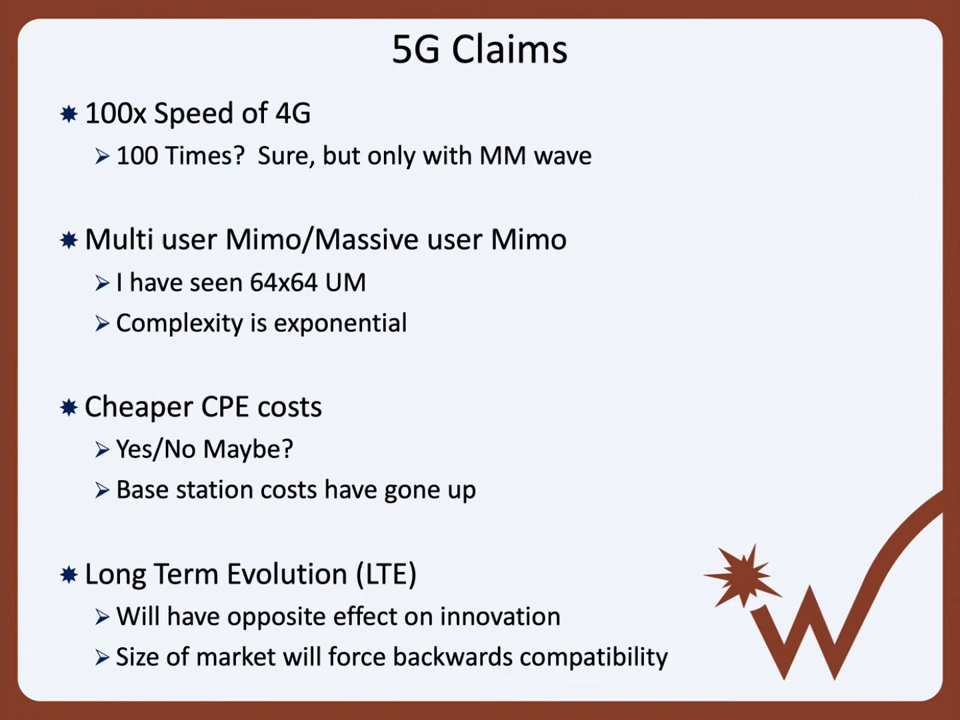 5G Claims
100x Speed of 4G
100 Times? Sure, but only with MM wave
Multi user Mimo/Massive user Mimo
I have seen 64x64 UM
Complexity is exponential
Cheaper CPE costs
Yes/No Maybe?
Base station costs have gone up
Long Term Evolution (LTE)
Will have opposite effect on innovation
Size of market will force backwards compatibility